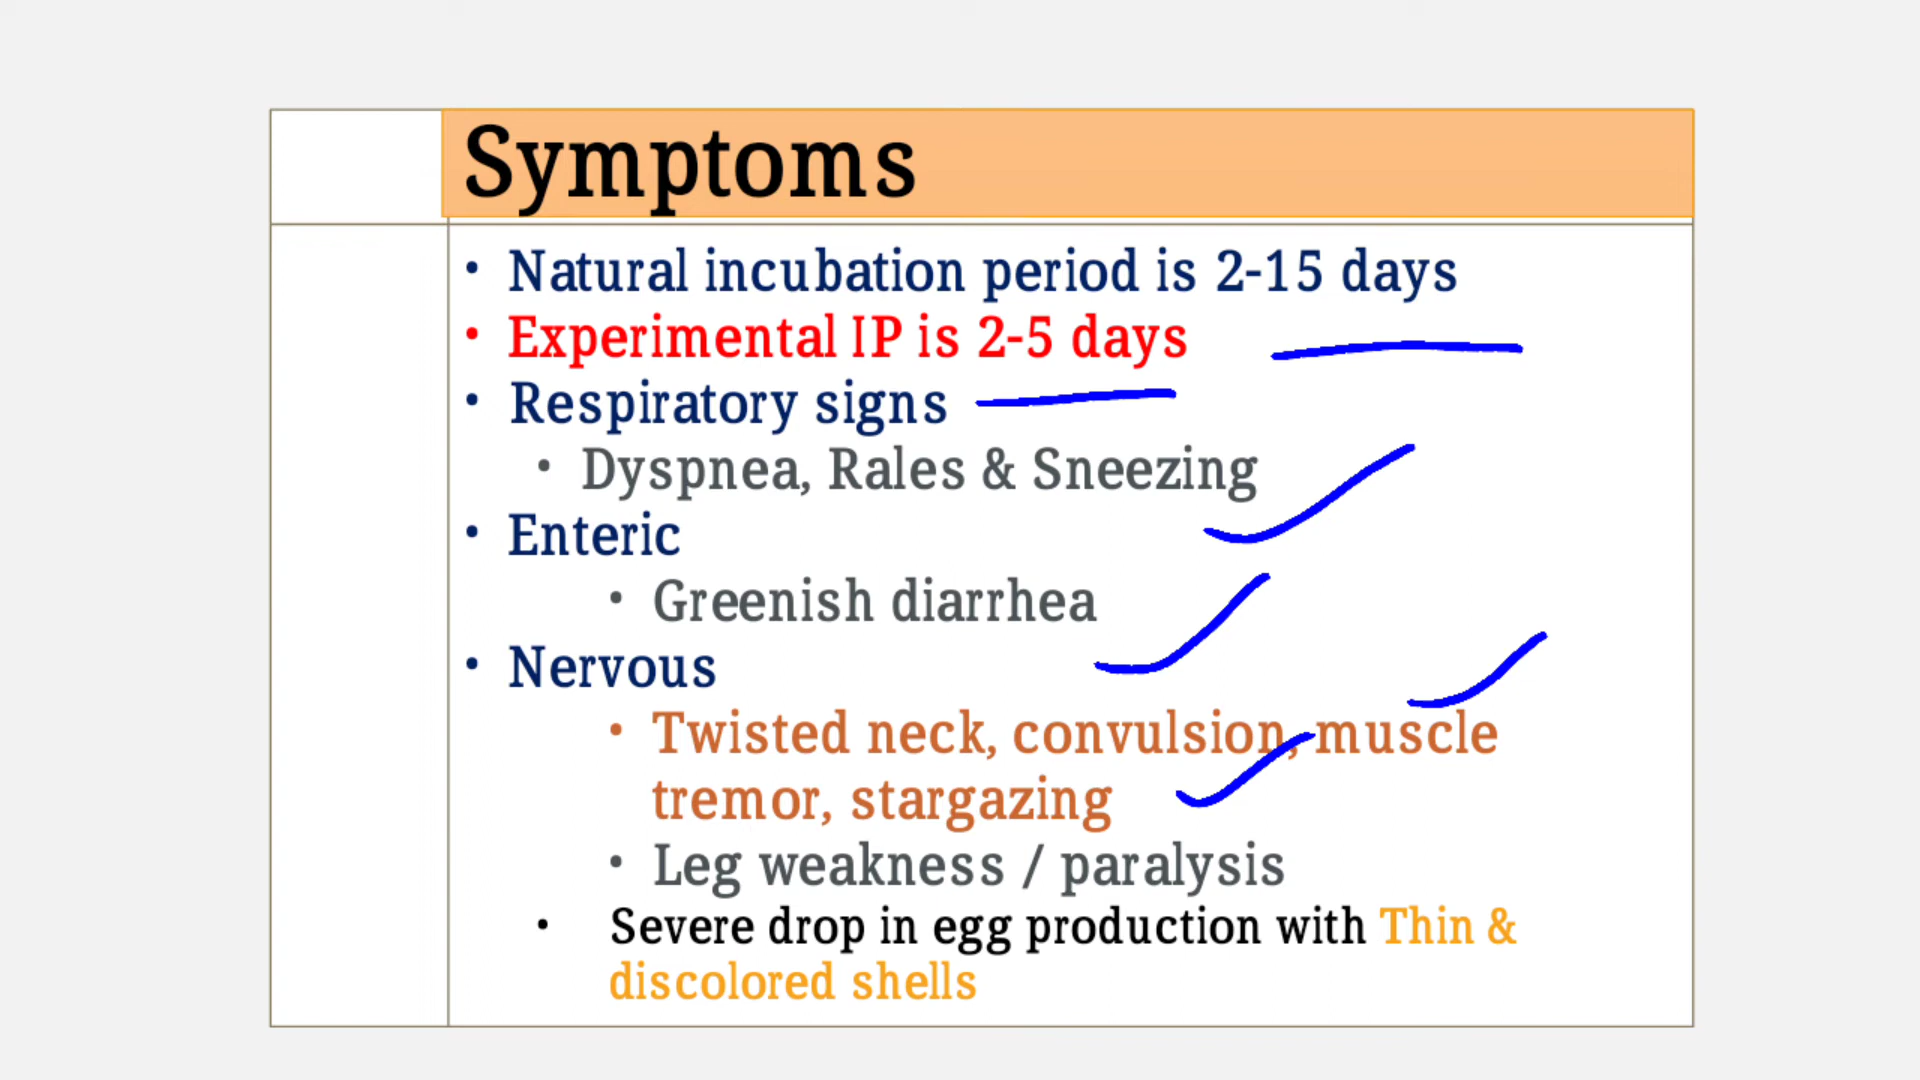 Symptoms
• Natural incubation period is 2-15 days
• Experimental IP is 2-5 days
• Respiratory signs
• Dyspnea, Rales & Sneezing
• Enteric
• Greenish diarrhea
• Nervous
• Twisted neck, convulsion, muscle
tremor, stargazing
• Leg weakness / paralysis
• Severe drop in egg production with Thin &
discolored shells